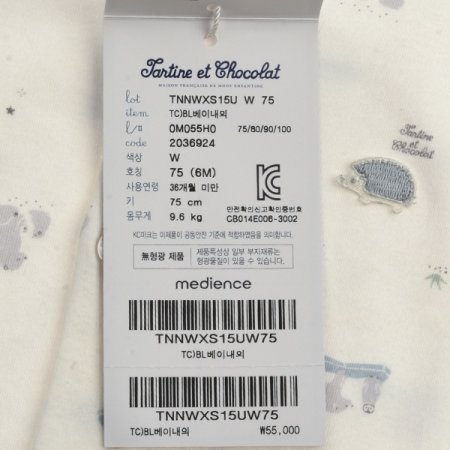 Tartine et Chocolat
MAISON FRANÇAISE DE MODE ENFANTINE
lot TNNWXS15U W 75
item TC)BL베이내의
l/# 0M055H0 75/80/90/100
code 2036924
색상 W
호칭 75 (6M)
사용연령 36개월 미만
키 75 cm
몸무게 9.6 kg
안전확인신고확인증번호
CB014E006-3002
KC마크는 이제품이 공통안전 기준에 적합하였음을 의미합니다.
無형광 제품
제품특성상 일부 부자재류는
형광물질이 있을 수 있습니다.
medience
TNNWXS15UW75
TC)BL베이내의
TNNWXS15UW75
TC)BL베이내의 ₩55,000
Tartine
et Chocolat